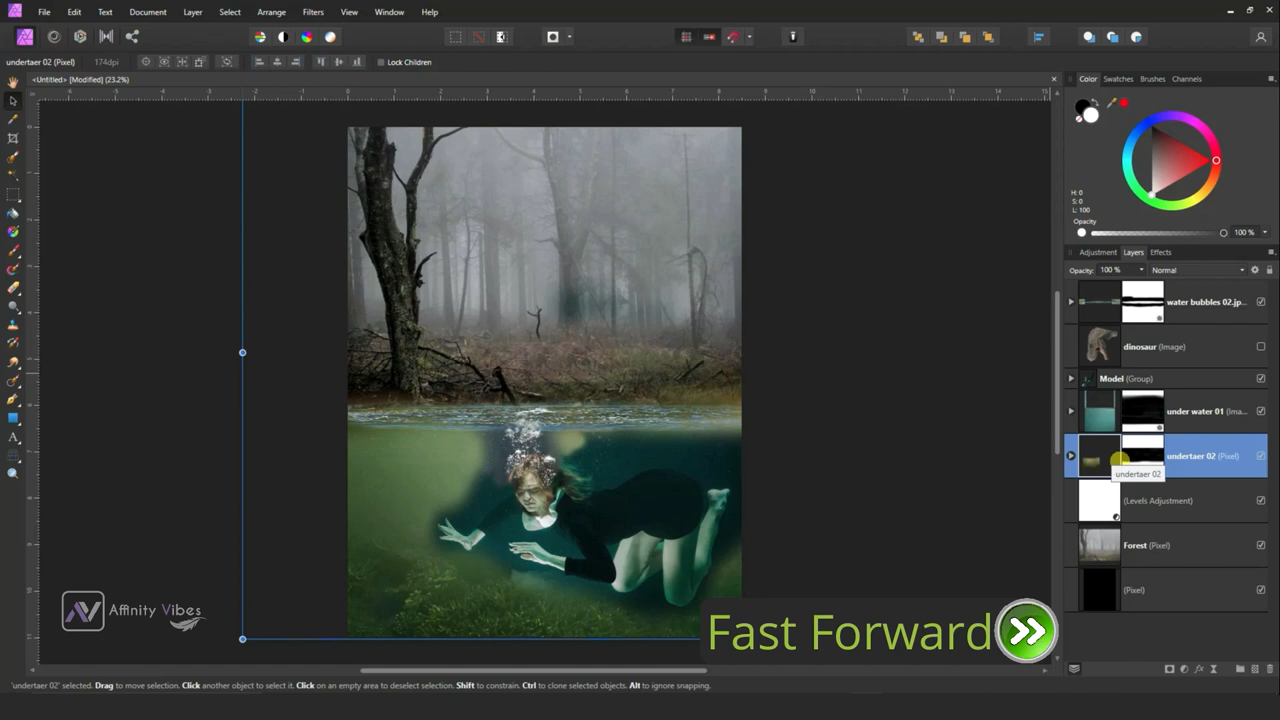 File Edit Text Document Layer Select Arrange Filters View Window Help
undertaer 02 (Pixel) 174dpi Lock Children
<Untitled> [Modified] (23.2%)
Color Swatches Brushes Channels
H: 0
S: 0
L: 100
Opacity
100 %
Adjustment Layers Effects
Opacity: 100 % Normal
water bubbles 02.jp...
dinosaur (Image)
Model (Group)
under water 01 (Ima...
undertaer 02 (Pixel)
undertaer 02
(Levels Adjustment)
Forest (Pixel)
(Pixel)
AV Affinity Vibes
Fast Forward
'undertaer 02' selected. Drag to move selection. Click another object to select it. Click on an empty area to deselect selection. Shift to constrain. Ctrl to clone selected objects. Alt to ignore snapping.